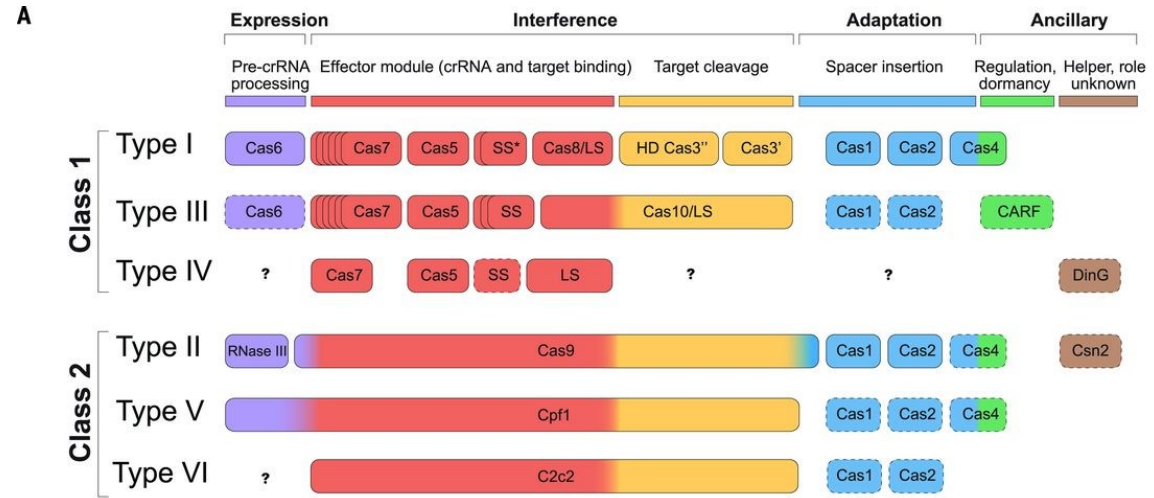 A
Expression Interference Adaptation Ancillary
Pre-crRNA Effector module (crRNA and target binding) Target cleavage Spacer insertion Regulation, Helper, role
processing dormancy unknown
Class 1
Type I Cas6 Cas7 Cas5 SS* Cas8/LS HD Cas3’’ Cas3’ Cas1 Cas2 Cas4
Type III Cas6 Cas7 Cas5 SS Cas10/LS Cas1 Cas2 CARF
Type IV ? Cas7 Cas5 SS LS ? ? DinG
Class 2
Type II RNase III Cas9 Cas1 Cas2 Cas4 Csn2
Type V Cpf1 Cas1 Cas2 Cas4
Type VI ? C2c2 Cas1 Cas2